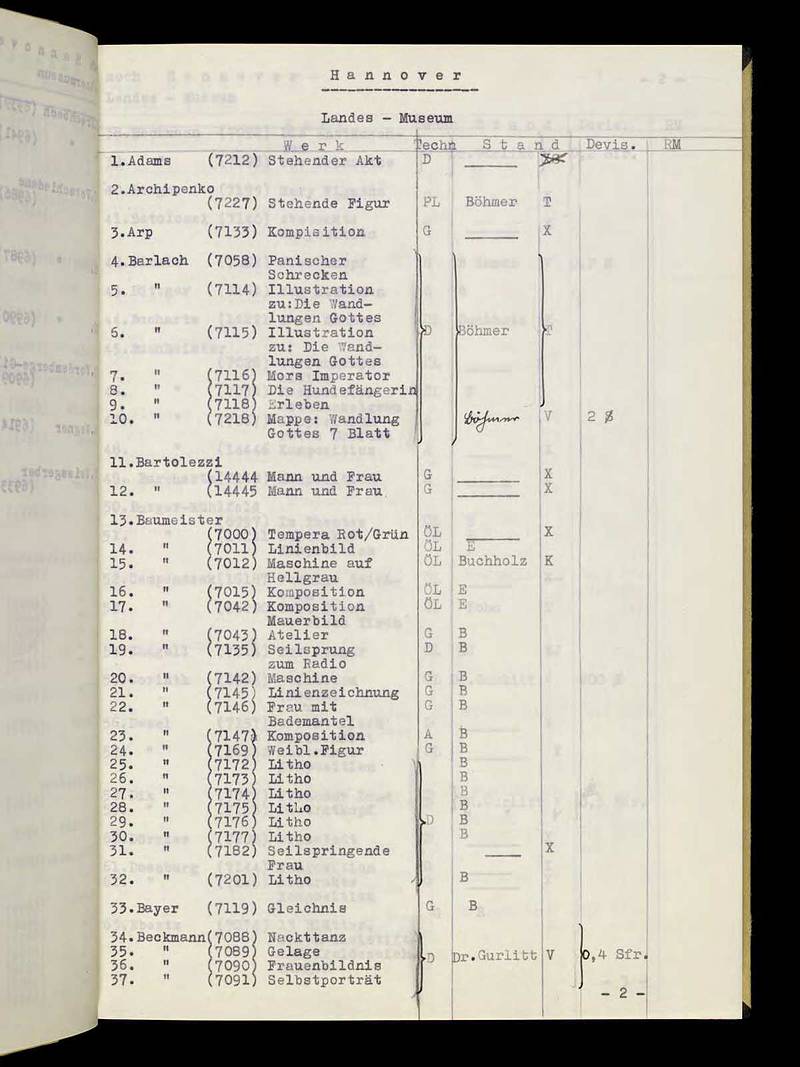 Hannover
Landes - Museum
Werk Techn Stand Devis. RM
1.Adams (7212) Stehender Akt D
2.Archipenko
(7227) Stehende Figur PL Böhmer T
3.Arp (7133) Kompisition G X
4.Barlach (7058) Panischer
Schrecken
5. " (7114) Illustration
zu:Die Wand-
lungen Gottes
6. " (7115) Illustration D Böhmer T
zu: Die Wand-
lungen Gottes
7. " (7116) Mors Imperator
8. " (7117) Die Hundefängerin
9. " (7118) Erleben
10. " (7218) Mappe: Wandlung Böhmer V 2 $
Gottes 7 Blatt
11.Bartolezzi
(14444 Mann und Frau G X
12. " (14445 Mann und Frau G X
13.Baumeister
(7000) Tempera Rot/Grün ÖL X
14. " (7011) Linienbild ÖL E
15. " (7012) Maschine auf ÖL Buchholz K
Hellgrau
16. " (7015) Komposition ÖL E
17. " (7042) Komposition ÖL E
Mauerbild
18. " (7043) Atelier G B
19. " (7135) Seilsprung D B
zum Radio
20. " (7142) Maschine G B
21. " (7145) Linienzeichnung G B
22. " (7146) Frau mit G B
Bademantel
23. " (7147) Komposition A B
24. " (7169) Weibl.Figur G B
25. " (7172) Litho B
26. " (7173) Litho B
27. " (7174) Litho B
28. " (7175) Litho B
29. " (7176) Litho D B
30. " (7177) Litho B
31. " (7182) Seilspringende X
Frau
32. " (7201) Litho B
33.Bayer (7119) Gleichnis G B
34.Beckmann(7088) Nackttanz
35. " (7089) Gelage D Dr.Gurlitt V 0,4 Sfr.
36. " (7090) Frauenbildnis
37. " (7091) Selbstporträt
- 2 -